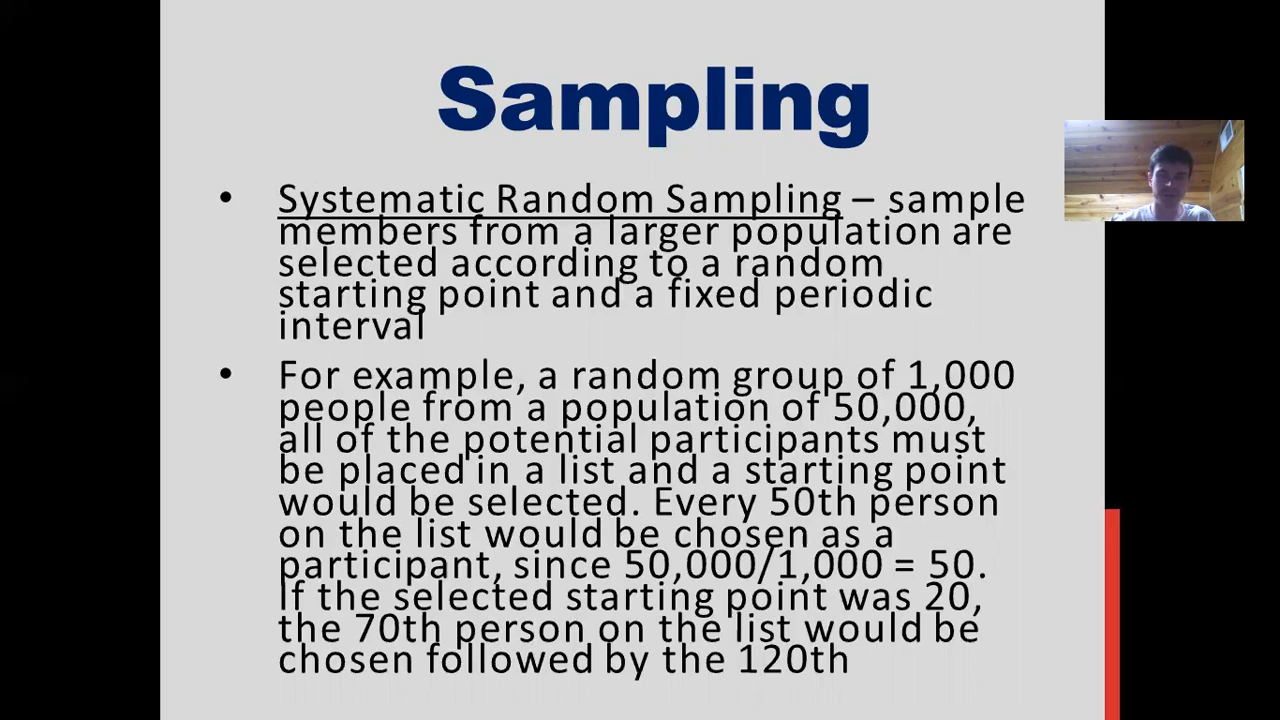 Sampling
• Systematic Random Sampling – sample
members from a larger population are
selected according to a random
starting point and a fixed periodic
interval
• For example, a random group of 1,000
people from a population of 50,000,
all of the potential participants must
be placed in a list and a starting point
would be selected. Every 50th person
on the list would be chosen as a
participant, since 50,000/1,000 = 50.
If the selected starting point was 20,
the 70th person on the list would be
chosen followed by the 120th